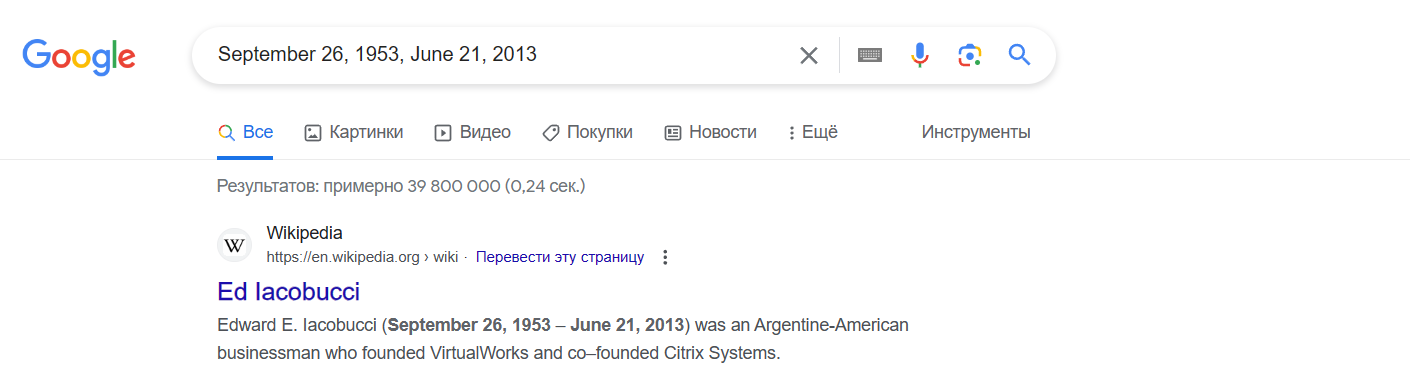 Google
September 26, 1953, June 21, 2013
Все Картинки Видео Покупки Новости Ещё Инструменты
Результатов: примерно 39 800 000 (0,24 сек.)
W
Wikipedia
https://en.wikipedia.org › wiki · Перевести эту страницу
Ed Iacobucci
Edward E. Iacobucci (September 26, 1953 – June 21, 2013) was an Argentine-American
businessman who founded VirtualWorks and co–founded Citrix Systems.